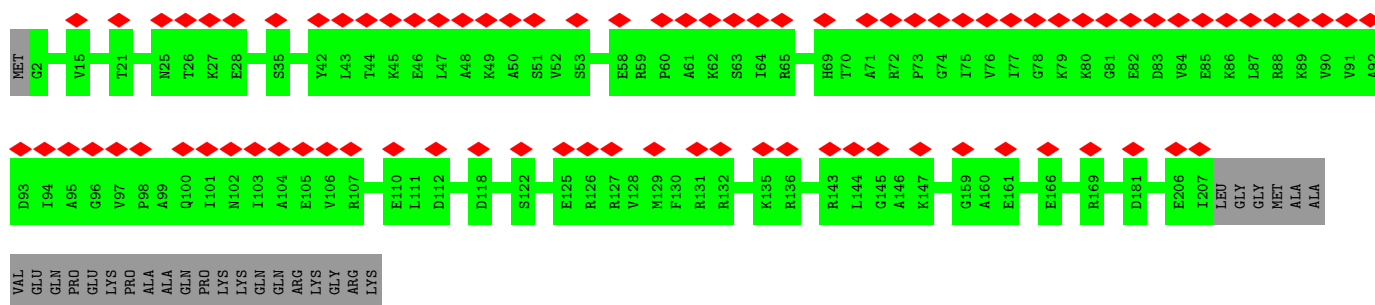 MET G2 V15 T21 N25 T26 K27 E28 S35 Y42 L43 T44 K45 E46 L47 A48 K49 A50 S51 V52 S53 E58 R59 P60 A61 K62 S63 I64 R65 H69 T70 A71 R72 P73 G74 I75 V76 I77 G78 K79 K80 G81 E82 D83 V84 E85 K86 L87 R88 K89 V90 V91 A92
D93 I94 A95 G96 V97 P98 A99 Q100 I101 N102 I103 A104 E105 V106 R107 E110 L111 D112 D118 S122 E125 R126 R127 V128 M129 F130 R131 R132 K135 R136 R143 L144 G145 A146 K147 G159 A160 E161 E166 R169 D181 E206 I207 LEU GLY GLY MET ALA ALA
VAL GLU GLN PRO GLU LYS PRO ALA ALA GLN PRO LYS LYS GLN GLN ARG LYS GLY ARG LYS